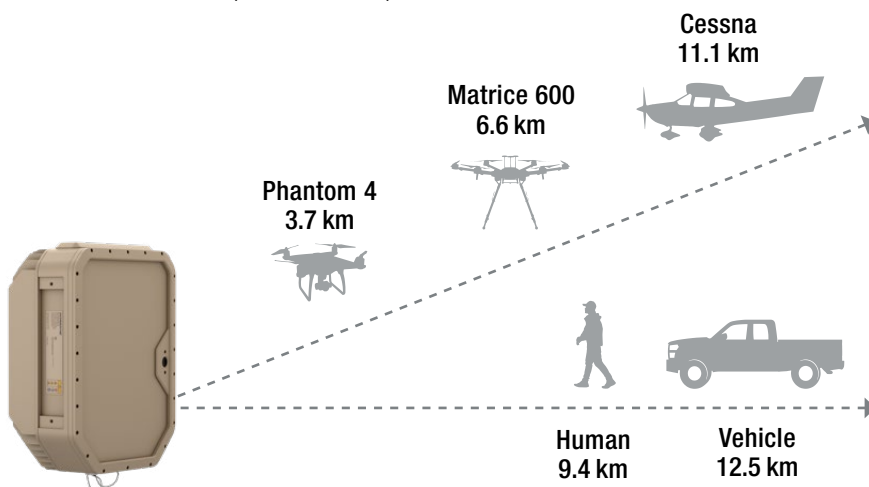 Cessna
11.1 km
Matrice 600
6.6 km
Phantom 4
3.7 km
Human
9.4 km
Vehicle
12.5 km